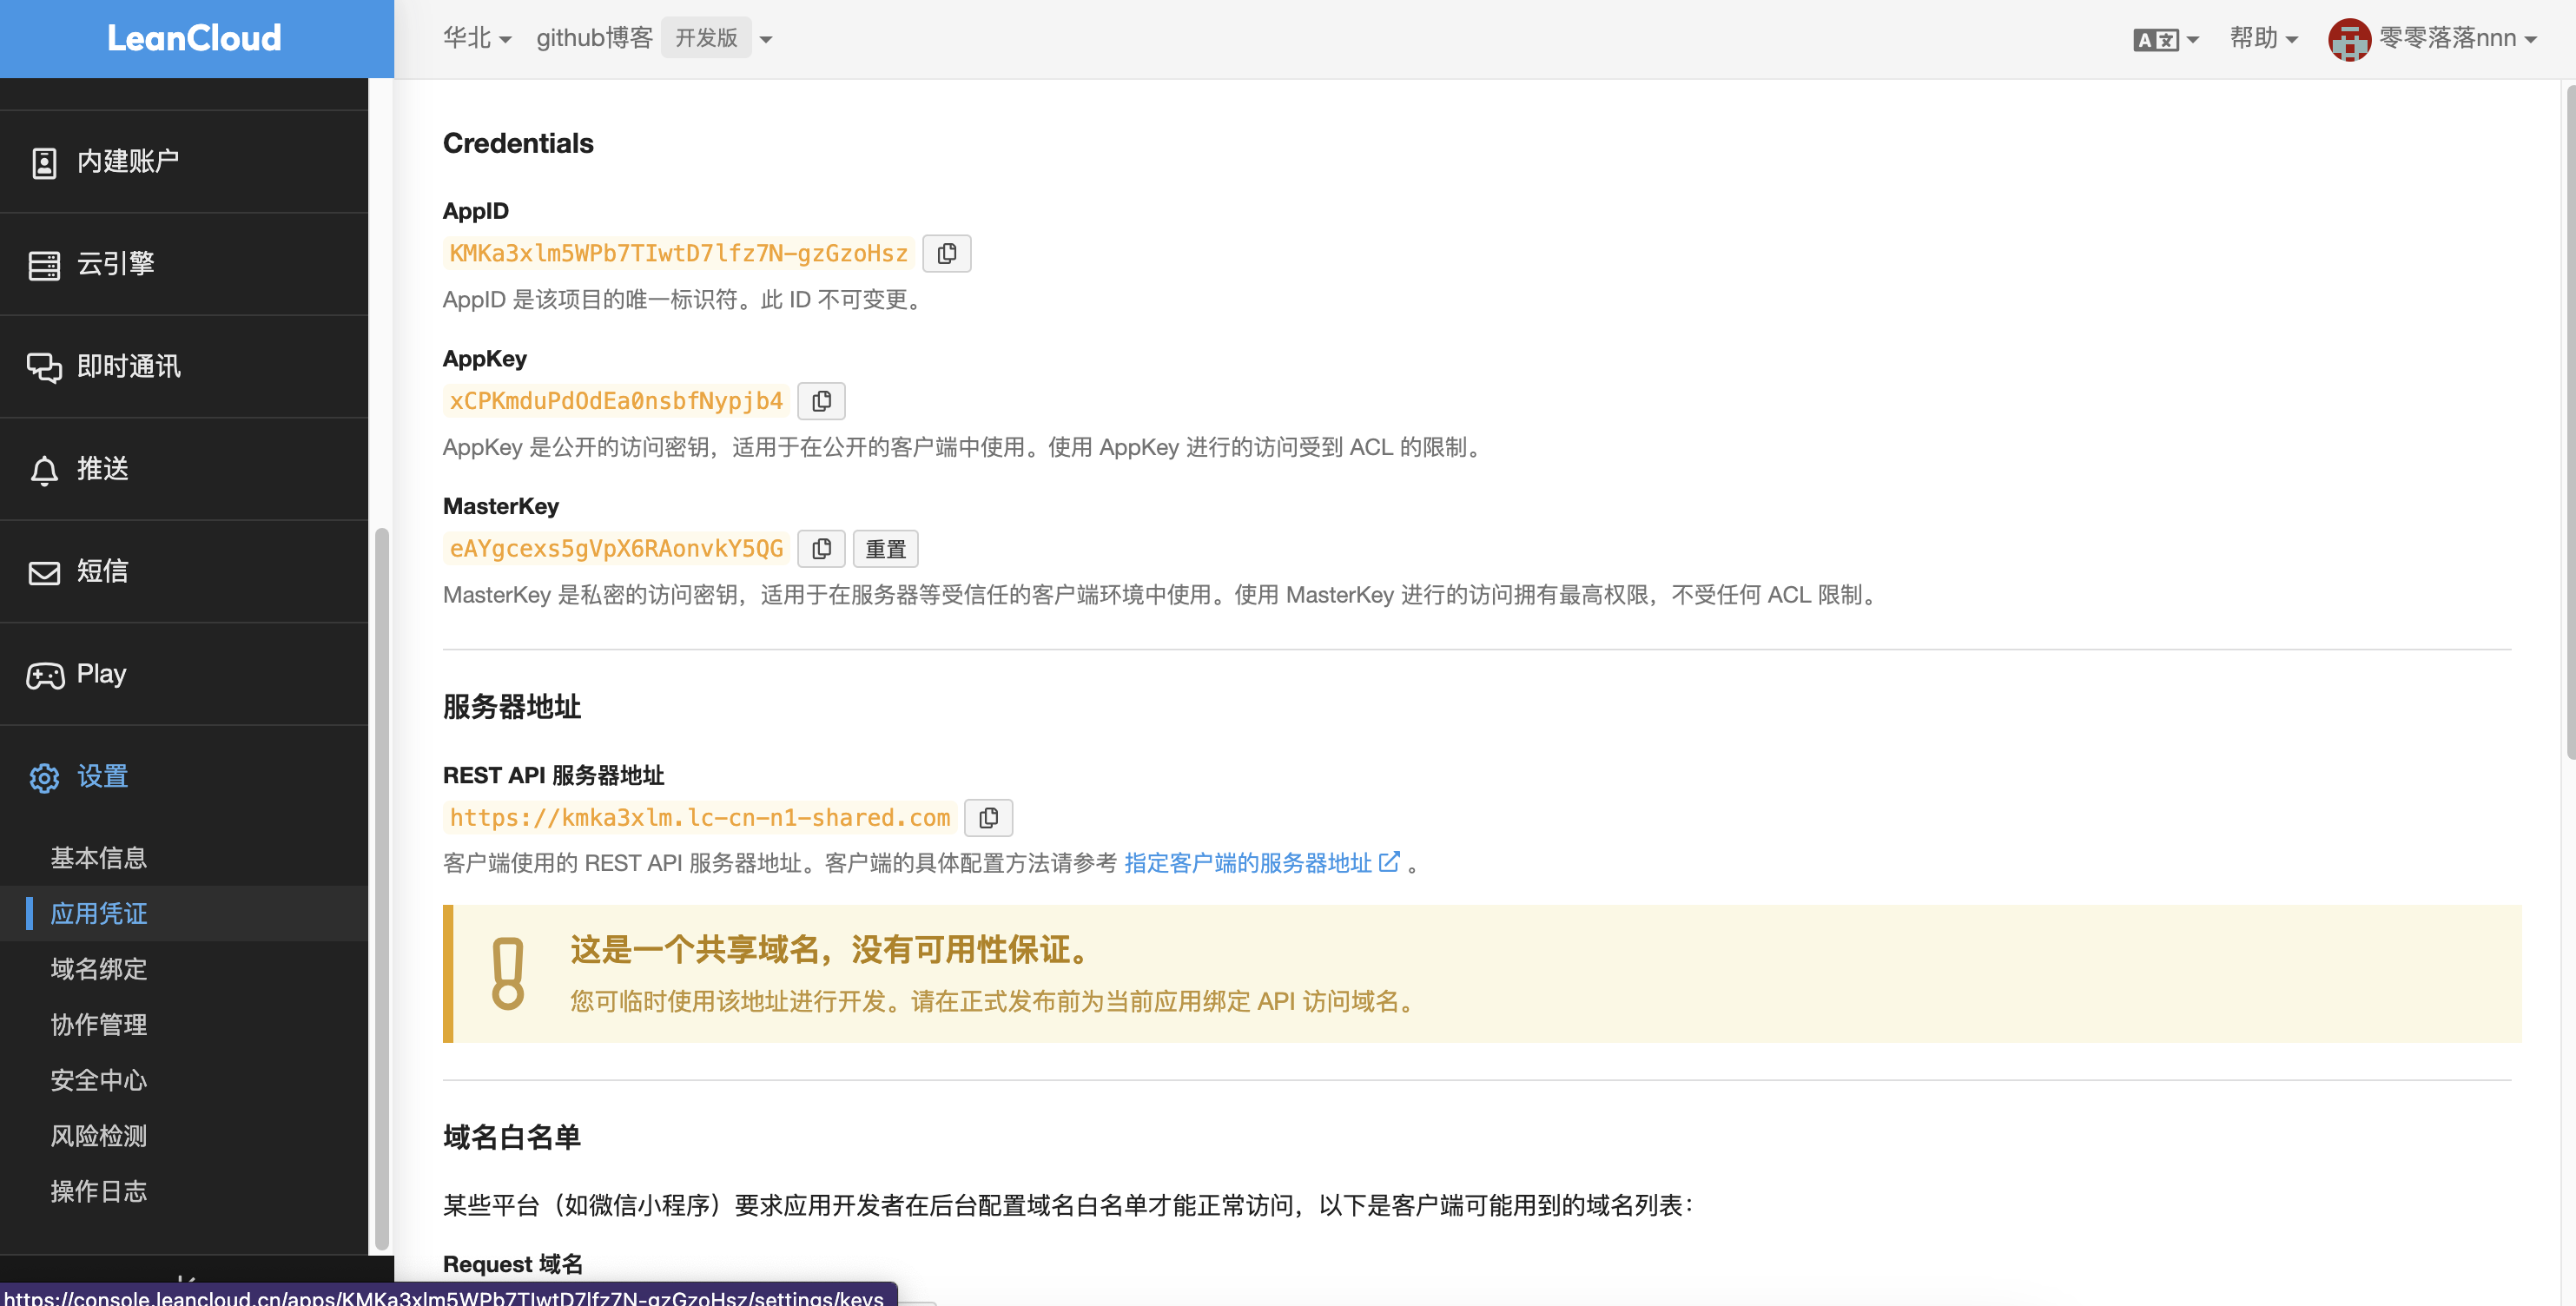 LeanCloud
华北
github博客
开发版
帮助
零零落落nnn
内建账户
云引擎
即时通讯
推送
短信
Play
设置
基本信息
应用凭证
域名绑定
协作管理
安全中心
风险检测
操作日志
Credentials
AppID
KMKa3xlm5WPb7TIwtD7lfz7N-gzGzoHsz
AppID 是该项目的唯一标识符。此 ID 不可变更。
AppKey
xCPKmduPdOdEa0nsbfNypjb4
AppKey 是公开的访问密钥，适用于在公开的客户端中使用。使用 AppKey 进行的访问受到 ACL 的限制。
MasterKey
eAYgcexs5gVpX6RAonvkY5QG
重置
MasterKey 是私密的访问密钥，适用于在服务器等受信任的客户端环境中使用。使用 MasterKey 进行的访问拥有最高权限，不受任何 ACL 限制。
服务器地址
REST API 服务器地址
https://kmka3xlm.lc-cn-n1-shared.com
客户端使用的 REST API 服务器地址。客户端的具体配置方法请参考 指定客户端的服务器地址 。
这是一个共享域名，没有可用性保证。
您可临时使用该地址进行开发。请在正式发布前为当前应用绑定 API 访问域名。
域名白名单
某些平台（如微信小程序）要求应用开发者在后台配置域名白名单才能正常访问，以下是客户端可能用到的域名列表：
Request 域名
https://console.leancloud.cn/apps/KMKa3xlm5WPb7TIwtD7lfz7N-gzGzoHsz/settings/keys